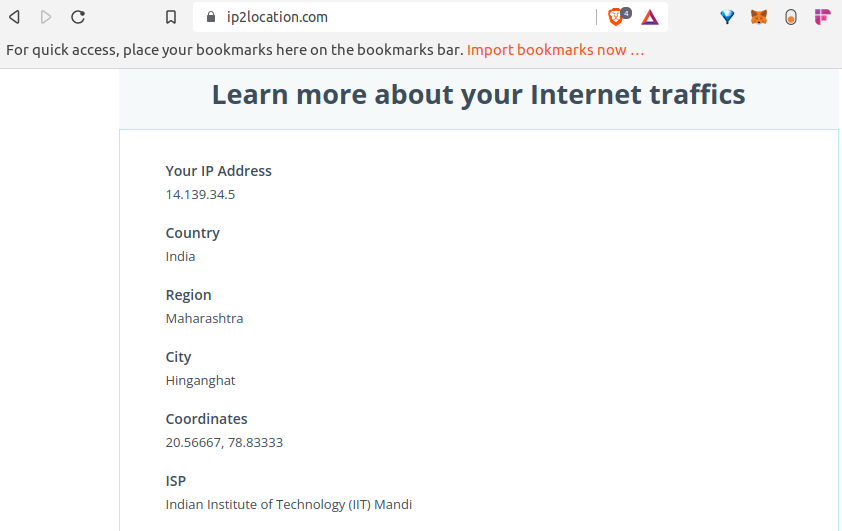 ip2location.com
4
For quick access, place your bookmarks here on the bookmarks bar. Import bookmarks now ...
Learn more about your Internet traffics
Your IP Address
14.139.34.5
Country
India
Region
Maharashtra
City
Hinganghat
Coordinates
20.56667, 78.83333
ISP
Indian Institute of Technology (IIT) Mandi